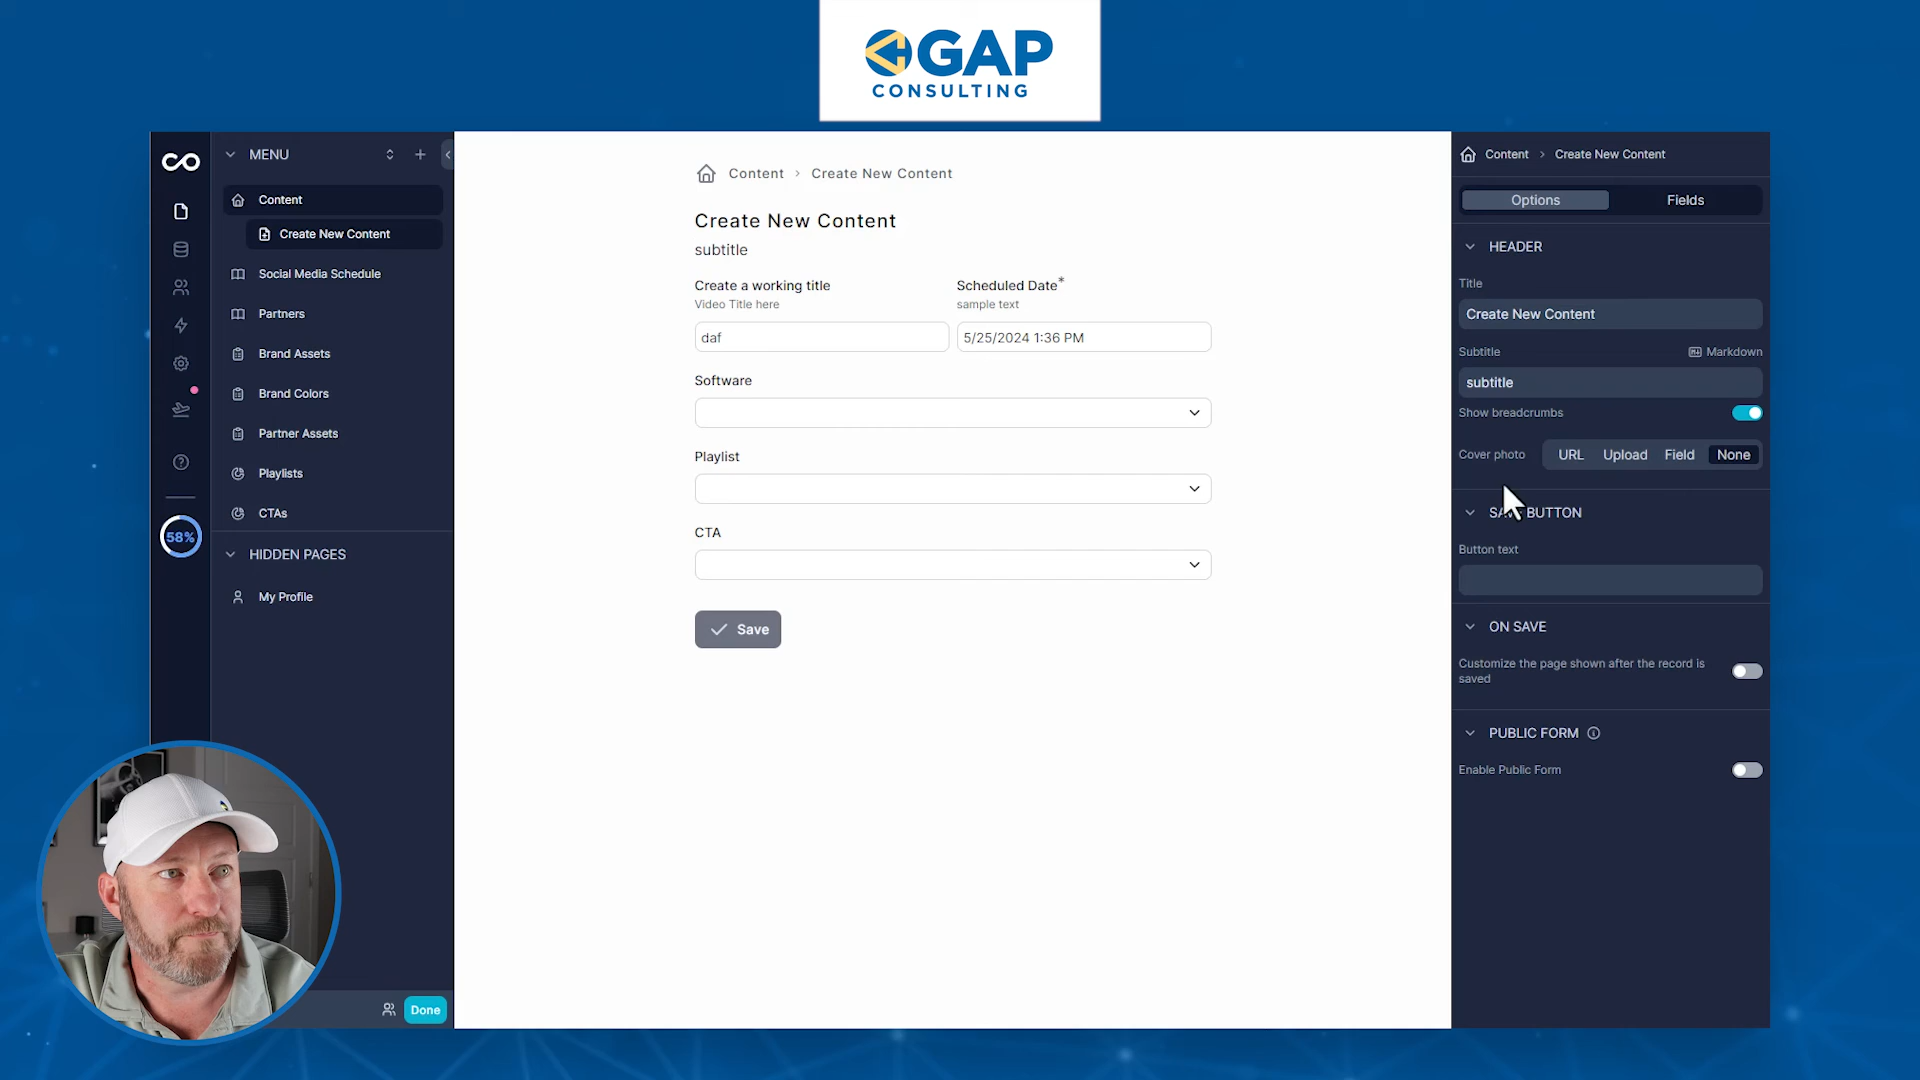 GAP
CONSULTING
MENU
Content
Create New Content
Social Media Schedule
Partners
Brand Assets
Brand Colors
Partner Assets
Playlists
CTAs
58%
HIDDEN PAGES
My Profile
Done
Content > Create New Content
Create New Content
subtitle
Create a working title
Video Title here
daf
Scheduled Date*
sample text
5/25/2024 1:36 PM
Software
Playlist
CTA
Save
Content > Create New Content
Options Fields
HEADER
Title
Create New Content
Subtitle Markdown
subtitle
Show breadcrumbs
Cover photo URL Upload Field None
BUTTON
Button text
ON SAVE
Customize the page shown after the record is
saved
PUBLIC FORM
Enable Public Form